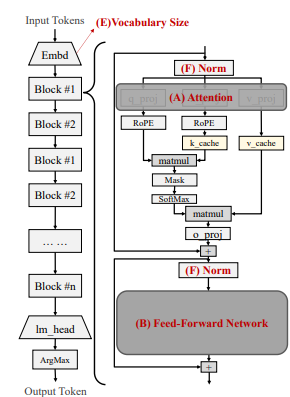 Input Tokens
(E)Vocabulary Size
Embd
Block #1
Block #2
Block #1
Block #2
... ...
Block #n
lm_head
ArgMax
Output Token
(F) Norm
q_proj
v_proj
(A) Attention
RoPE
RoPE
k_cache
v_cache
matmul
Mask
SoftMax
matmul
o_proj
+
(F) Norm
(B) Feed-Forward Network
+